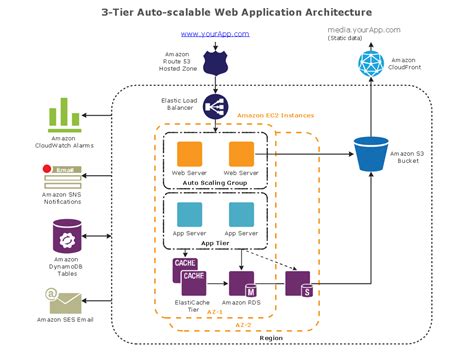 3-Tier Auto-scalable Web Application Architecture
www.yourApp.com
media.yourApp.com
(Static data)
Amazon
Route 53
Hosted Zone
Amazon
CloudFront
Elastic Load
Balancer
Amazon EC2 Instances
Amazon
CloudWatch Alarms
Web Server
Web Server
Auto Scaling Group
Amazon S3
Bucket
Email
Amazon SNS
Notifications
App Server
App Server
App Tier
Amazon
DynamoDB
Tables
CACHE
CACHE
M
S
ElastiCache
Tier
Amazon RDS
@
Amazon SES Email
AZ-1
AZ-2
Region